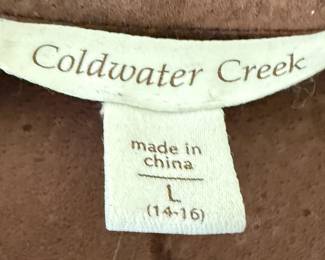 Coldwater Creek
made in
china
L
(14-16)